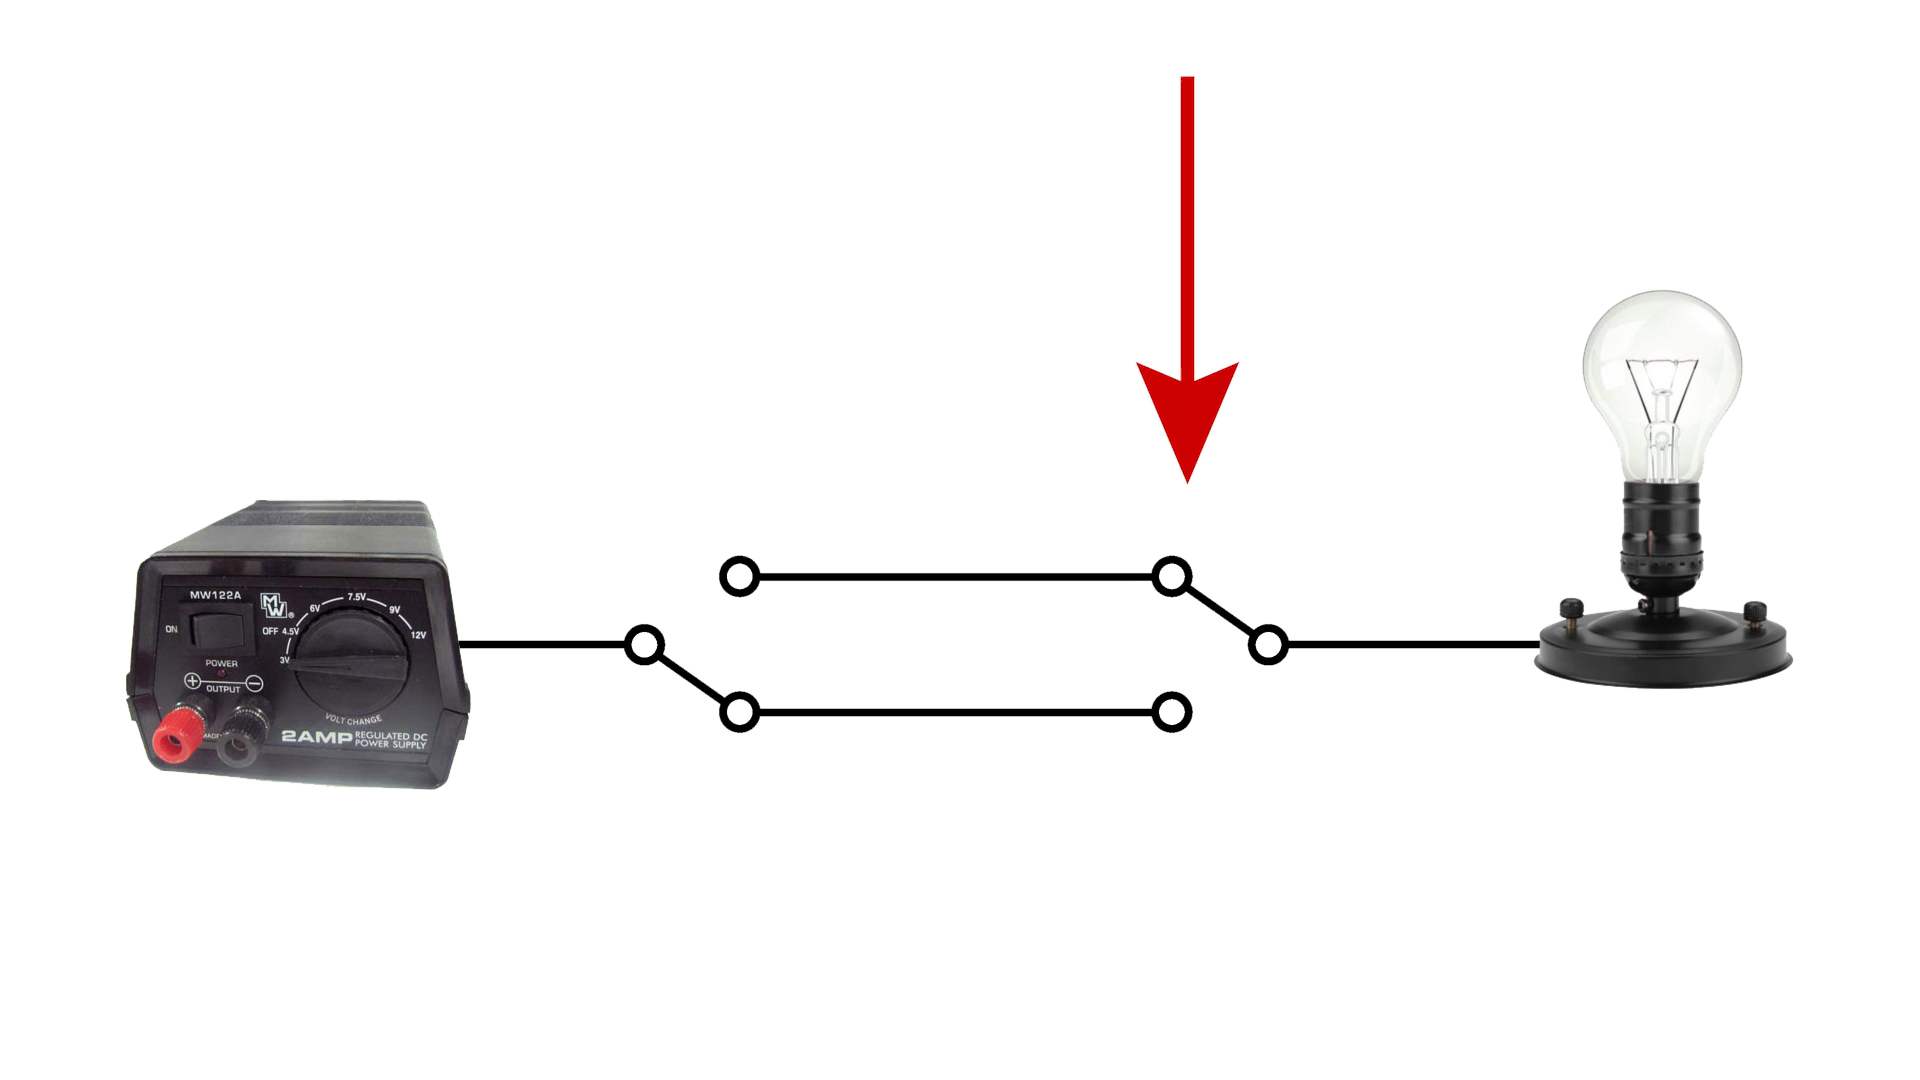 MW122A
MW®
7.5V
6V
9V
ON
OFF
4.5V
12V
3V
POWER
+ −
OUTPUT
VOLT CHANGE
2AMP REGULATED DC
POWER SUPPLY